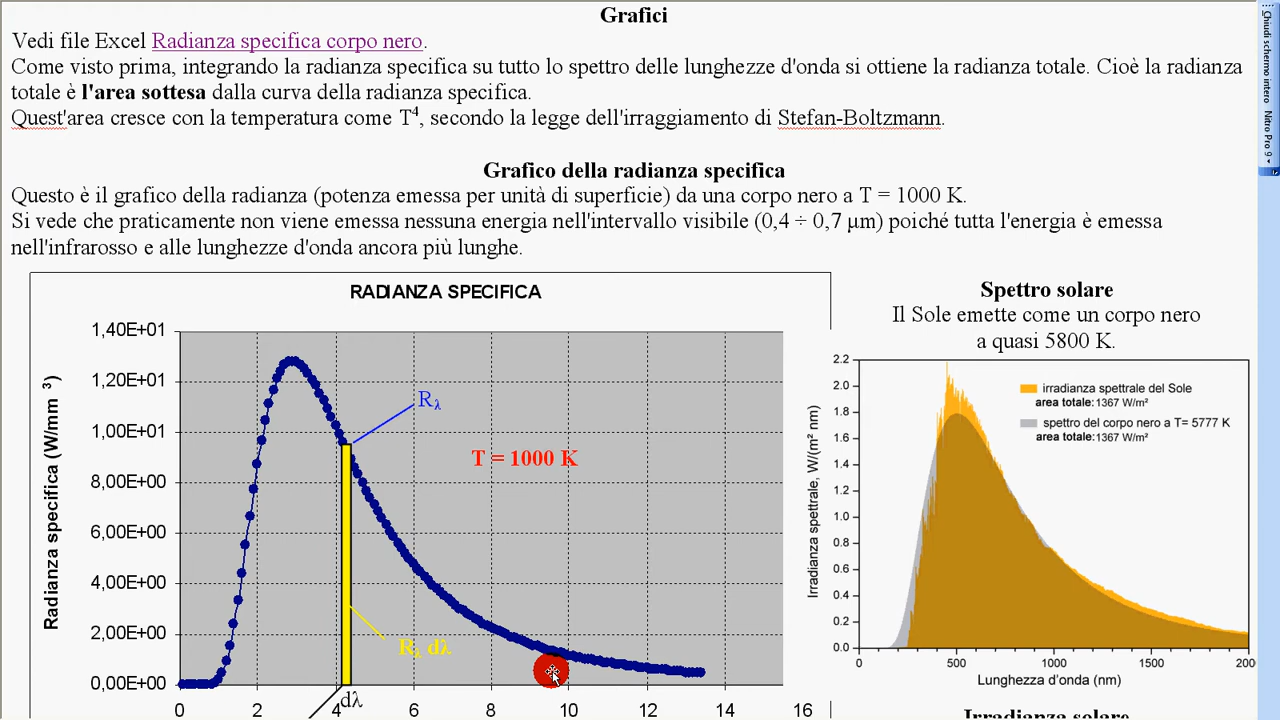 Grafici
Vedi file Excel Radianza specifica corpo nero.
Come visto prima, integrando la radianza specifica su tutto lo spettro delle lunghezze d'onda si ottiene la radianza totale. Cioè la radianza
totale è l'area sottesa dalla curva della radianza specifica.
Quest'area cresce con la temperatura come T⁴, secondo la legge dell'irraggiamento di Stefan-Boltzmann.
Grafico della radianza specifica
Questo è il grafico della radianza (potenza emessa per unità di superficie) da una corpo nero a T = 1000 K.
Si vede che praticamente non viene emessa nessuna energia nell'intervallo visibile (0,4 ÷ 0,7 µm) poiché tutta l'energia è emessa
nell'infrarosso e alle lunghezze d'onda ancora più lunghe.
RADIANZA SPECIFICA
Radianza specifica (W/mm ³)
1,40E+01
1,20E+01
1,00E+01
8,00E+00
6,00E+00
4,00E+00
2,00E+00
0,00E+00
Rλ
T = 1000 K
Rλ dλ
dλ
0 2 4 6 8 10 12 14 16
Spettro solare
Il Sole emette come un corpo nero
a quasi 5800 K.
Irradianza spettrale, W/(m² nm)
2.2
2.0
1.8
1.6
1.4
1.2
1.0
0.8
0.6
0.4
0.2
0.0
irradianza spettrale del Sole
area totale: 1367 W/m²
spettro del corpo nero a T= 5777 K
area totale: 1367 W/m²
0 500 1000 1500 200
Lunghezza d'onda (nm)
Irradianza solare
Chiudi schermo intero
Nitro Pro 9